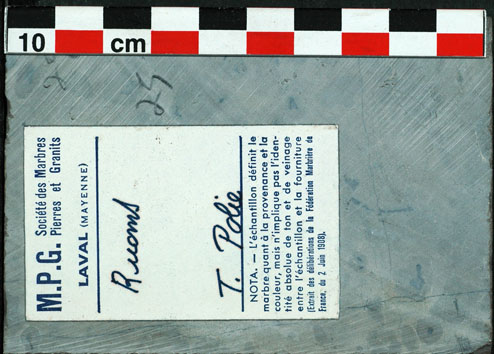 10 cm
25
M.P.G. Société des Marbres
Pierres et Granits
LAVAL (MAYENNE)
Ruoms
T. Polie
NOTA. — L'échantillon définit le
marbre quant à la provenance et la
couleur, mais n'implique pas l'iden-
tité absolue de ton et de veinage
entre l'échantillon et la fourniture
(Extrait des délibérations de la Fédération Marbrière de
France, du 2 Juin 1908).